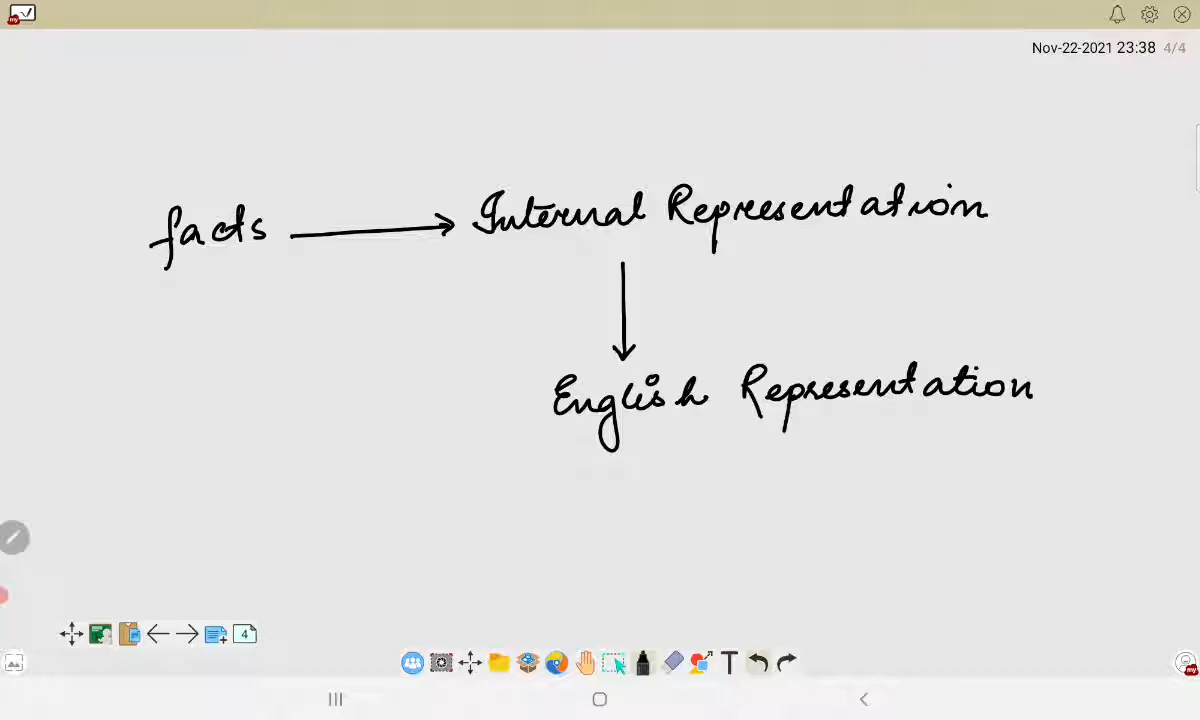 Nov-22-2021 23:38 4/4
facts → Internal Representation
↓
English Representation
4
T